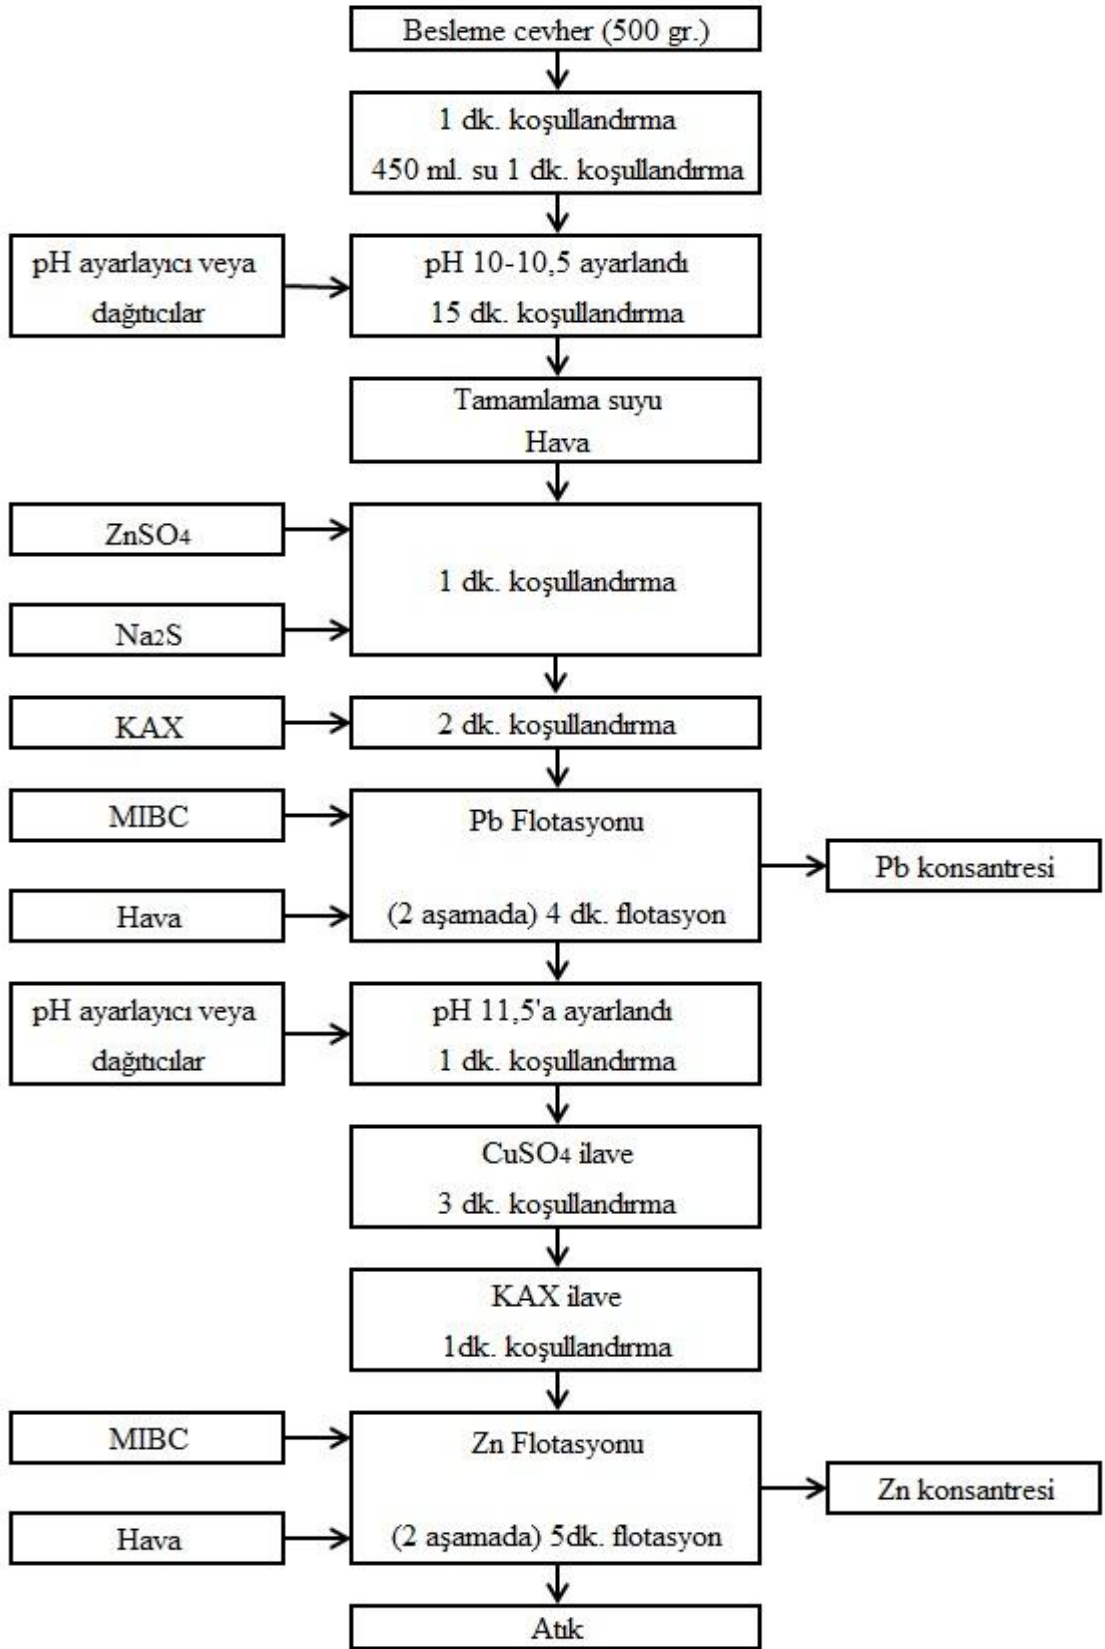 Besleme cevher (500 gr.)
1 dk. koşullandırma
450 ml. su 1 dk. koşullandırma
pH ayarlayıcı veya
dağıtıcılar
pH 10-10,5 ayarlandı
15 dk. koşullandırma
Tamamlama suyu
Hava
ZnSO4
Na2S
1 dk. koşullandırma
KAX
2 dk. koşullandırma
MIBC
Hava
Pb Flotasyonu
(2 aşamada) 4 dk. flotasyon
Pb konsantresi
pH ayarlayıcı veya
dağıtıcılar
pH 11,5'a ayarlandı
1 dk. koşullandırma
CuSO4 ilave
3 dk. koşullandırma
KAX ilave
1dk. koşullandırma
MIBC
Hava
Zn Flotasyonu
(2 aşamada) 5dk. flotasyon
Zn konsantresi
Atık